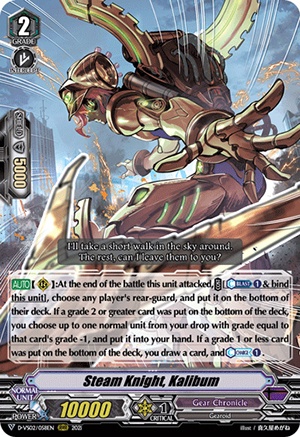 2
GRADE
INTERCEPT
5000
I'll take a short walk in the sky around.
The rest, can I leave them to you?
AUTO [ ]:At the end of the battle this unit attacked, [ BLAST 1 & bind
this unit], choose any player's rear-guard, and put it on the bottom of
their deck. If a grade 2 or greater card was put on the bottom of the deck,
you choose up to one normal unit from your drop with grade equal to
that card's grade -1, and put it into your hand. If a grade 1 or less card
was put on the bottom of the deck, you draw a card, and CHARGE 1.
NORMAL
UNIT
Steam Knight, Kalibum
POWER
10000
1
CRITICAL
Gear Chronicle
Gearoid
D-VS02/058EN
2021